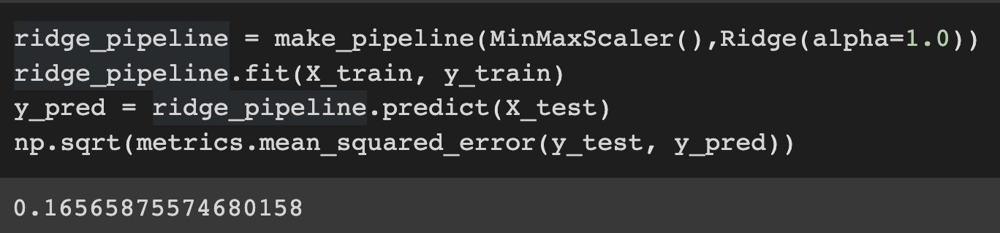 ridge_pipeline = make_pipeline(MinMaxScaler(),Ridge(alpha=1.0))
ridge_pipeline.fit(X_train, y_train)
y_pred = ridge_pipeline.predict(X_test)
np.sqrt(metrics.mean_squared_error(y_test, y_pred))
0.16565875574680158